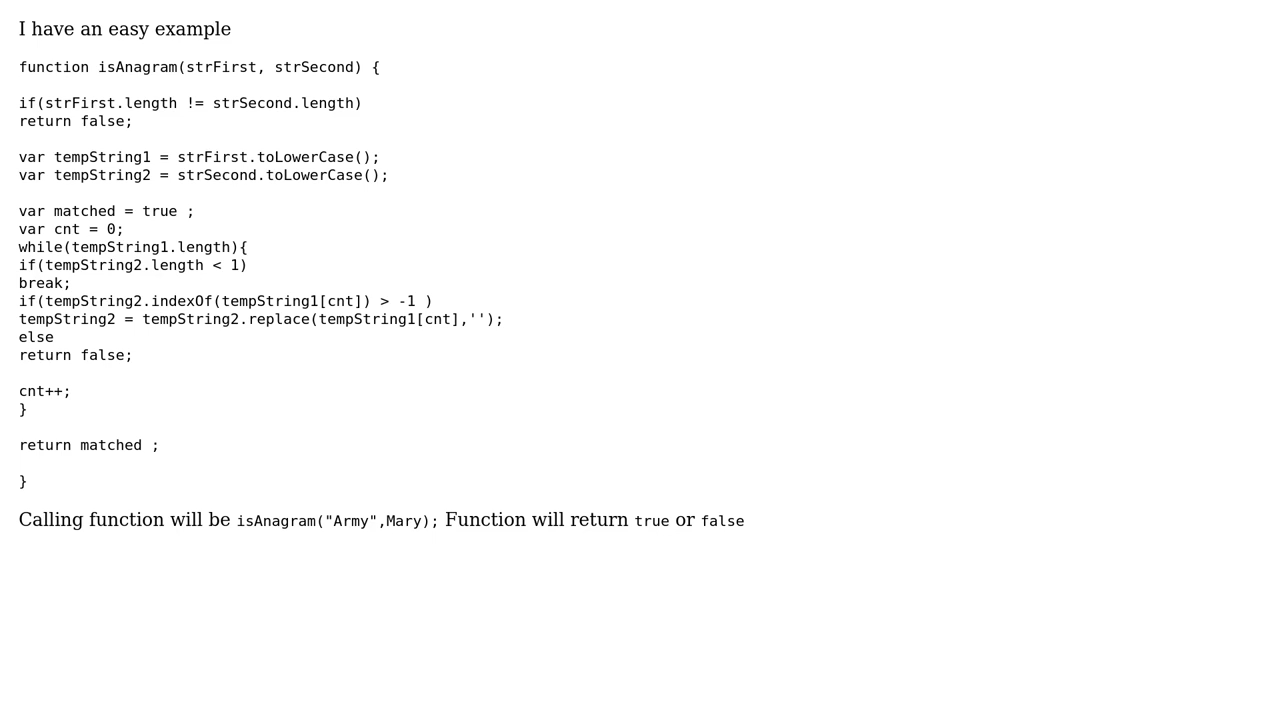 I have an easy example
function isAnagram(strFirst, strSecond) {
if(strFirst.length != strSecond.length)
return false;
var tempString1 = strFirst.toLowerCase();
var tempString2 = strSecond.toLowerCase();
var matched = true ;
var cnt = 0;
while(tempString1.length){
if(tempString2.length < 1)
break;
if(tempString2.indexOf(tempString1[cnt]) > -1 )
tempString2 = tempString2.replace(tempString1[cnt],'');
else
return false;
cnt++;
}
return matched ;
}
Calling function will be isAnagram("Army",Mary); Function will return true or false